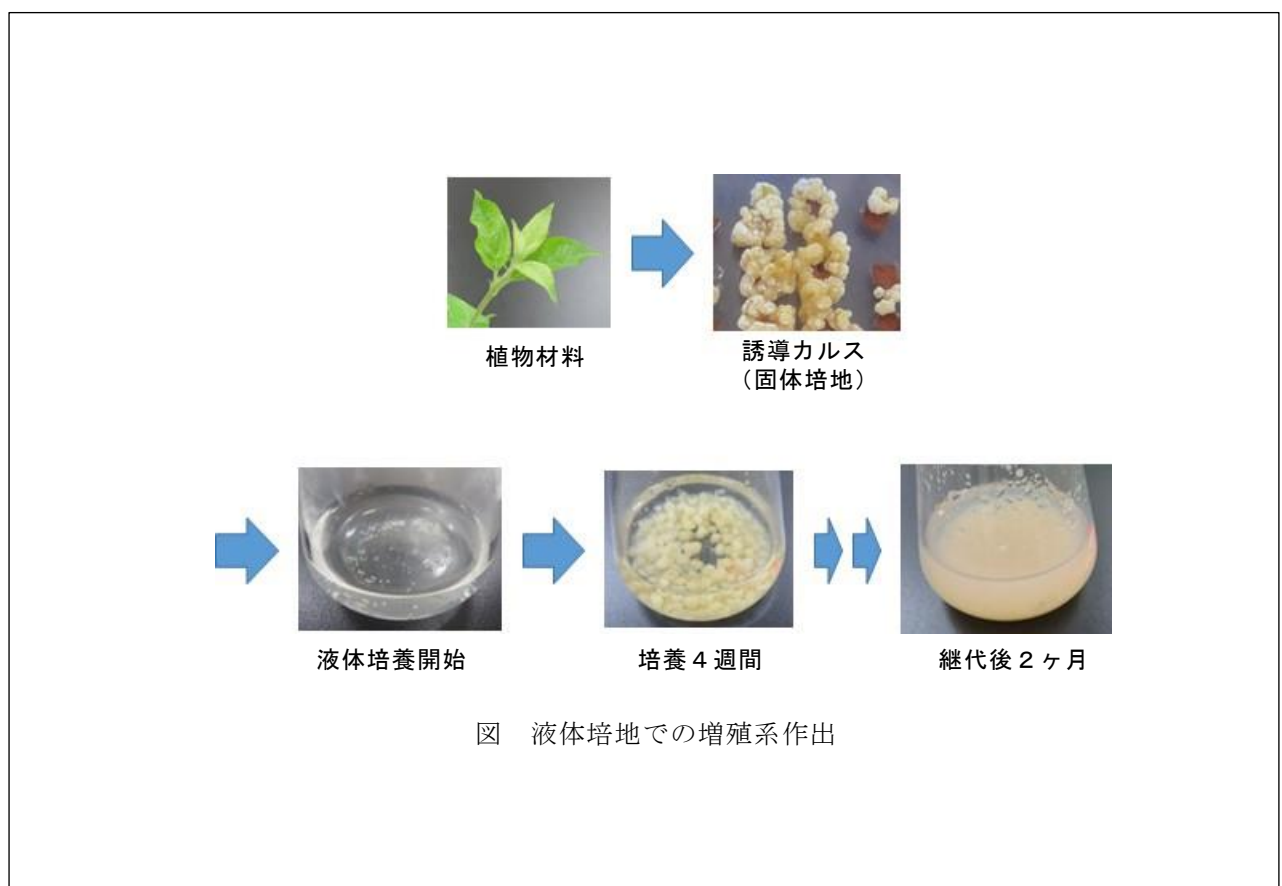 植物材料
誘導カルス
（固体培地）
液体培養開始
培養４週間
継代後２ヶ月
図　液体培地での増殖系作出